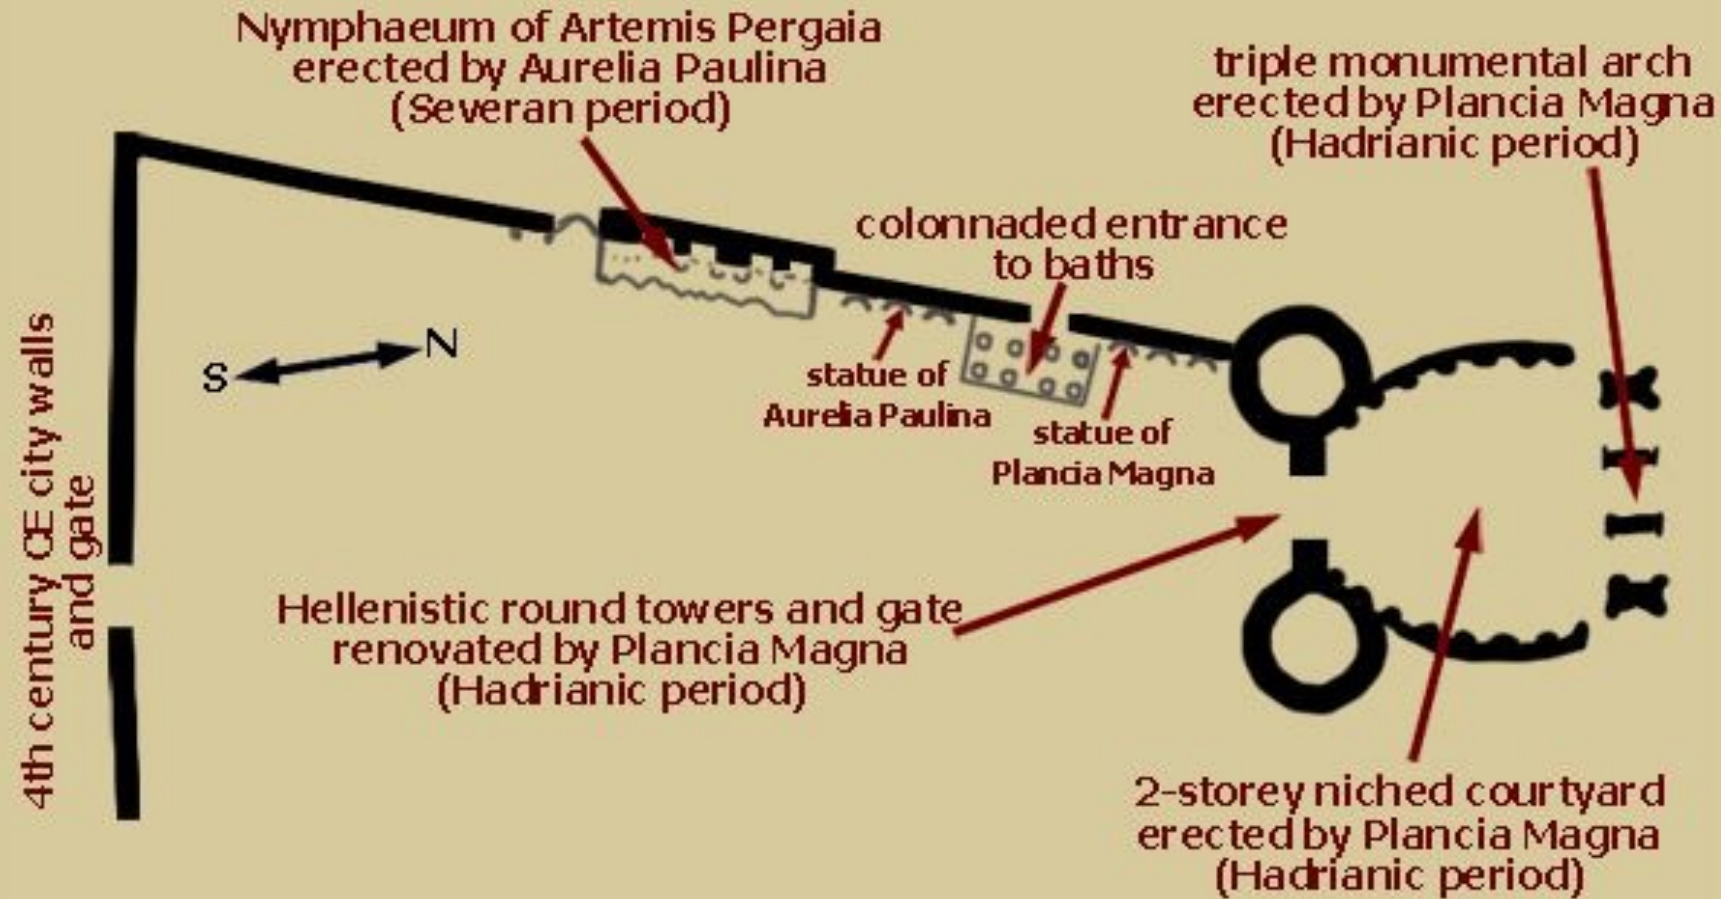 Nymphaeum of Artemis Pergaia
erected by Aurelia Paulina
(Severan period)
triple monumental arch
erected by Plancia Magna
(Hadrianic period)
colonnaded entrance
to baths
N
S
statue of
Aurelia Paulina
statue of
Plancia Magna
4th century CE city walls
and gate
Hellenistic round towers and gate
renovated by Plancia Magna
(Hadrianic period)
2-storey niched courtyard
erected by Plancia Magna
(Hadrianic period)